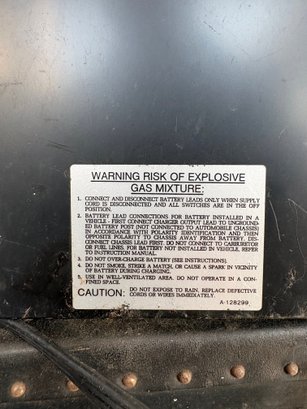 WARNING RISK OF EXPLOSIVE
GAS MIXTURE:
1. CONNECT AND DISCONNECT BATTERY LEADS ONLY WHEN SUPPLY
CORD IS DISCONNECTED AND ALL SWITCHES ARE IN THE OFF
POSITION.
2. BATTERY LEAD CONNECTIONS FOR BATTERY INSTALLED IN A
VEHICLE - FIRST CONNECT CHARGER OUTPUT LEAD TO UNGROUND-
ED BATTERY POST (NOT CONNECTED TO AUTOMOBILE CHASSIS)
IN ACCORDANCE WITH POLARITY IDENTIFICATION AND THEN
OPPOSITE POLARITY TO CHASSIS AWAY FROM BATTERY. DIS-
CONNECT CHASSIS LEAD FIRST. DO NOT CONNECT TO CARBURETOR
OR FUEL LINES. FOR BATTERY NOT INSTALLED IN VEHICLE, REFER
TO INSTRUCTION MANUAL.
3. DO NOT OVER-CHARGE BATTERY (SEE INSTRUCTIONS).
4. DO NOT SMOKE, STRIKE A MATCH, OR CAUSE A SPARK IN VICINITY
OF BATTERY DURING CHARGING.
5. USE IN WELL-VENTILATED AREA. DO NOT OPERATE IN A CON-
FINED SPACE.
CAUTION: DO NOT EXPOSE TO RAIN. REPLACE DEFECTIVE
CORDS OR WIRES IMMEDIATELY.
A-128299